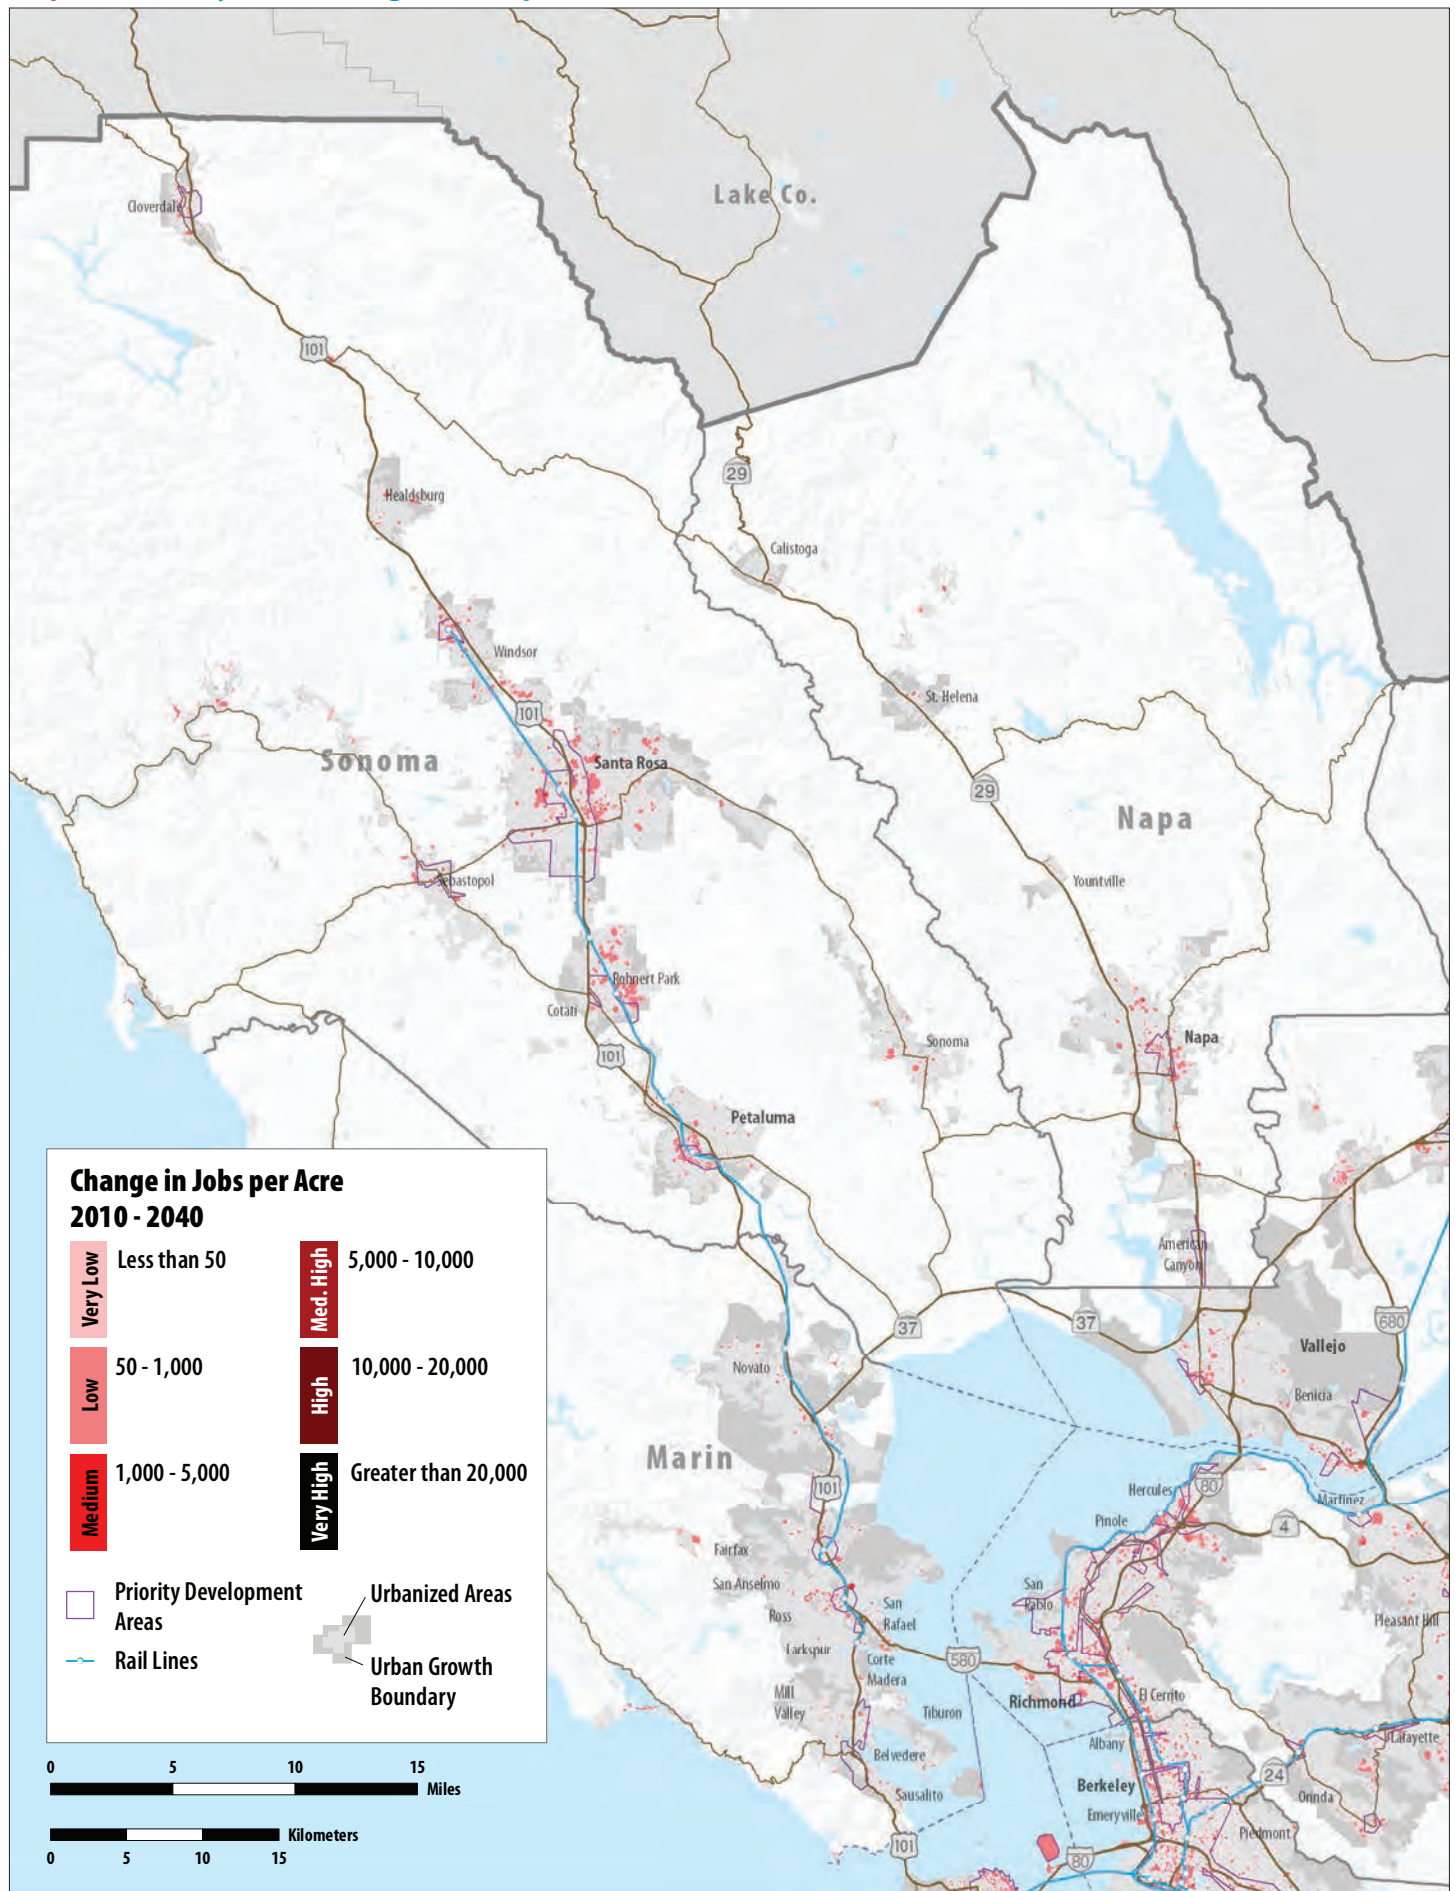 Lake Co.
Cloverdale
101
29
Healdsburg
Calistoga
Windsor
St. Helena
101
Sonoma
Santa Rosa
29
Napa
Sebastopol
Yountville
Rohnert Park
Cotati
101
Sonoma
Napa
Petaluma
American
Canyon
37
37
680
Vallejo
Novato
Benicia
Marin
101
Hercules
80
Martinez
Pinole
4
Fairfax
San Anselmo
San
Pablo
Ross
San
Rafael
Pleasant Hill
Larkspur
Corte
Madera
580
Mill
Valley
Richmond
El Cerrito
Tiburon
Albany
Lafayette
Belvedere
Berkeley
24
Sausalito
Orinda
Emeryville
Piedmont
101
80
Change in Jobs per Acre
2010 - 2040
Very Low
Less than 50
Med. High
5,000 - 10,000
Low
50 - 1,000
High
10,000 - 20,000
Medium
1,000 - 5,000
Very High
Greater than 20,000
Priority Development
Areas
Urbanized Areas
Rail Lines
Urban Growth
Boundary
0 5 10 15
Miles
Kilometers
0 5 10 15